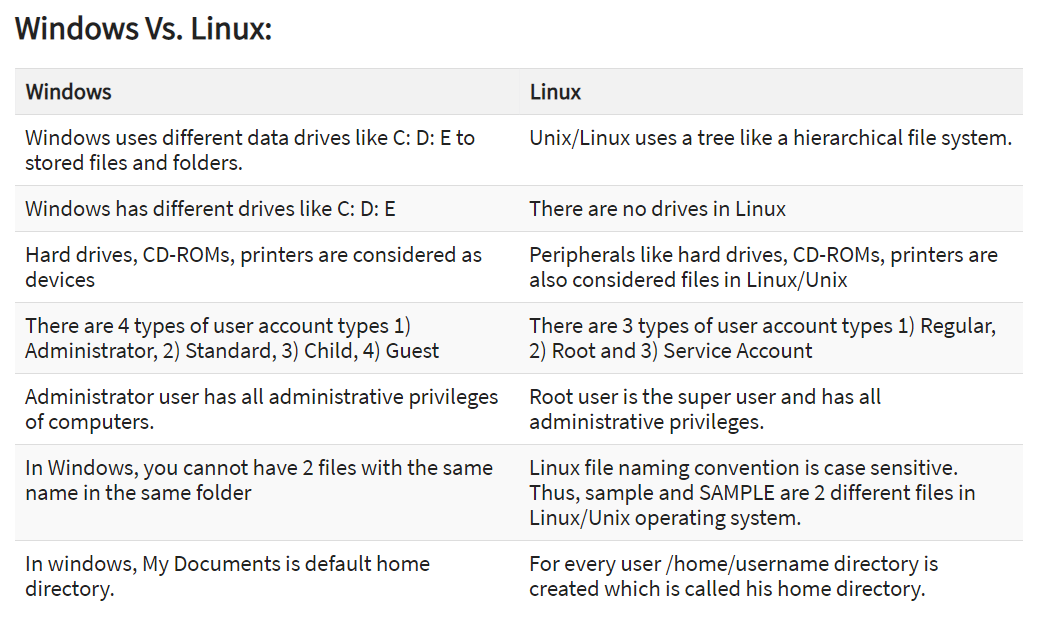 Windows Vs. Linux:
Windows
Linux
Windows uses different data drives like C: D: E to
stored files and folders.
Unix/Linux uses a tree like a hierarchical file system.
Windows has different drives like C: D: E
There are no drives in Linux
Hard drives, CD-ROMs, printers are considered as
devices
Peripherals like hard drives, CD-ROMs, printers are
also considered files in Linux/Unix
There are 4 types of user account types 1)
Administrator, 2) Standard, 3) Child, 4) Guest
There are 3 types of user account types 1) Regular,
2) Root and 3) Service Account
Administrator user has all administrative privileges
of computers.
Root user is the super user and has all
administrative privileges.
In Windows, you cannot have 2 files with the same
name in the same folder
Linux file naming convention is case sensitive.
Thus, sample and SAMPLE are 2 different files in
Linux/Unix operating system.
In windows, My Documents is default home
directory.
For every user /home/username directory is
created which is called his home directory.